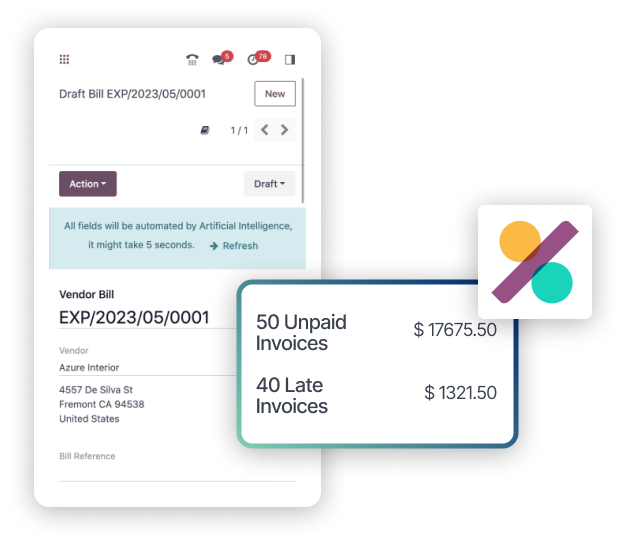 5
78
Draft Bill EXP/2023/05/0001
New
1 / 1
Action
Draft
All fields will be automated by Artificial Intelligence,
it might take 5 seconds. Refresh
Vendor Bill
EXP/2023/05/0001
Vendor
Azure Interior
4557 De Silva St
Fremont CA 94538
United States
Bill Reference
50 Unpaid
Invoices
$ 17675.50
40 Late
Invoices
$ 1321.50